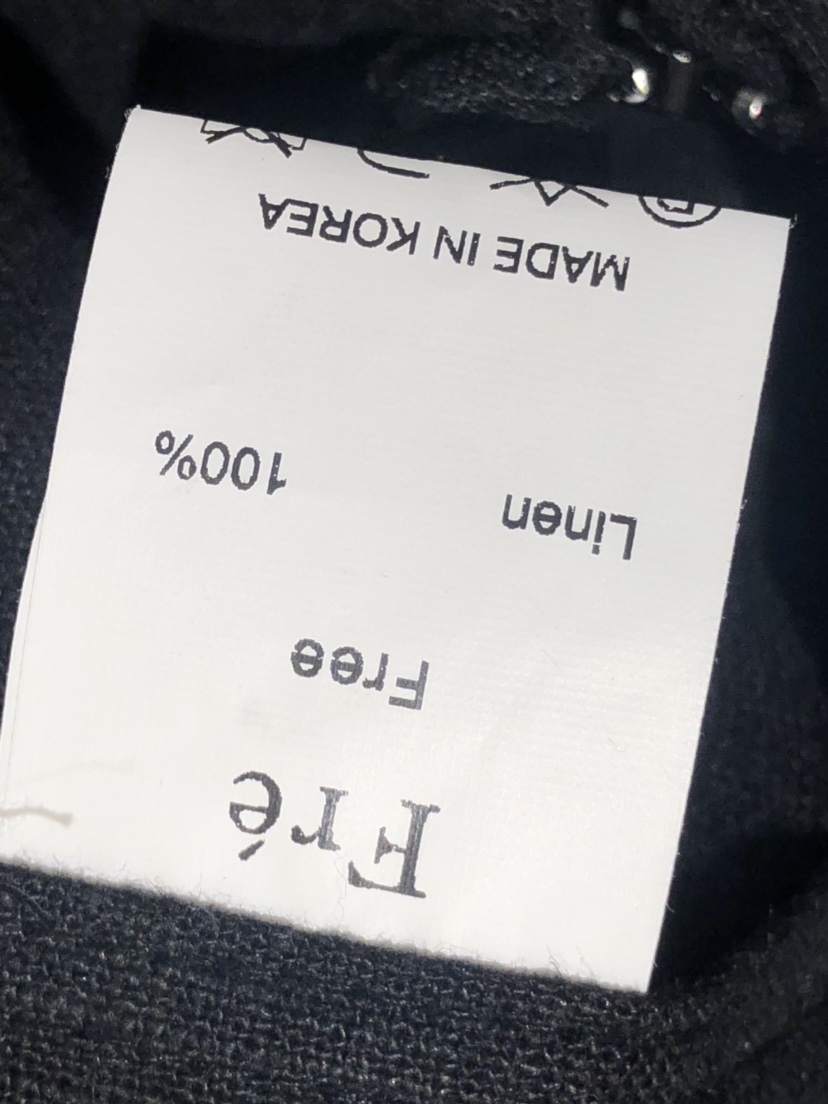 Fré
Free
Linen 100%
MADE IN KOREA